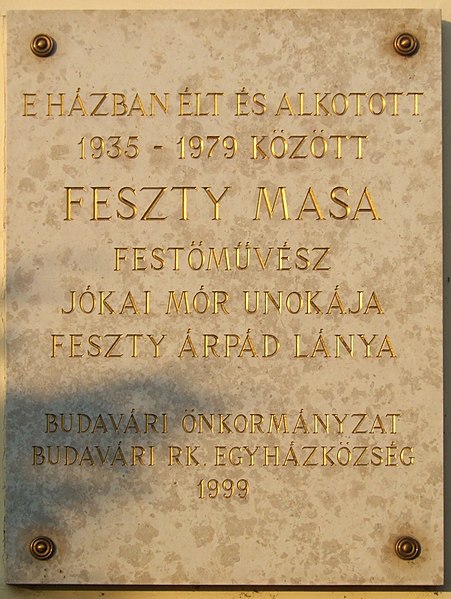 E HÁZBAN ÉLT ÉS ALKOTOTT
1935 - 1979 KÖZÖTT
FESZTY MASA
FESTŐMŰVÉSZ
JÓKAI MÓR UNOKÁJA
FESZTY ÁRPÁD LÁNYA
BUDAVÁRI ÖNKORMÁNYZAT
BUDAVÁRI RK. EGYHÁZKÖZSÉG
1999